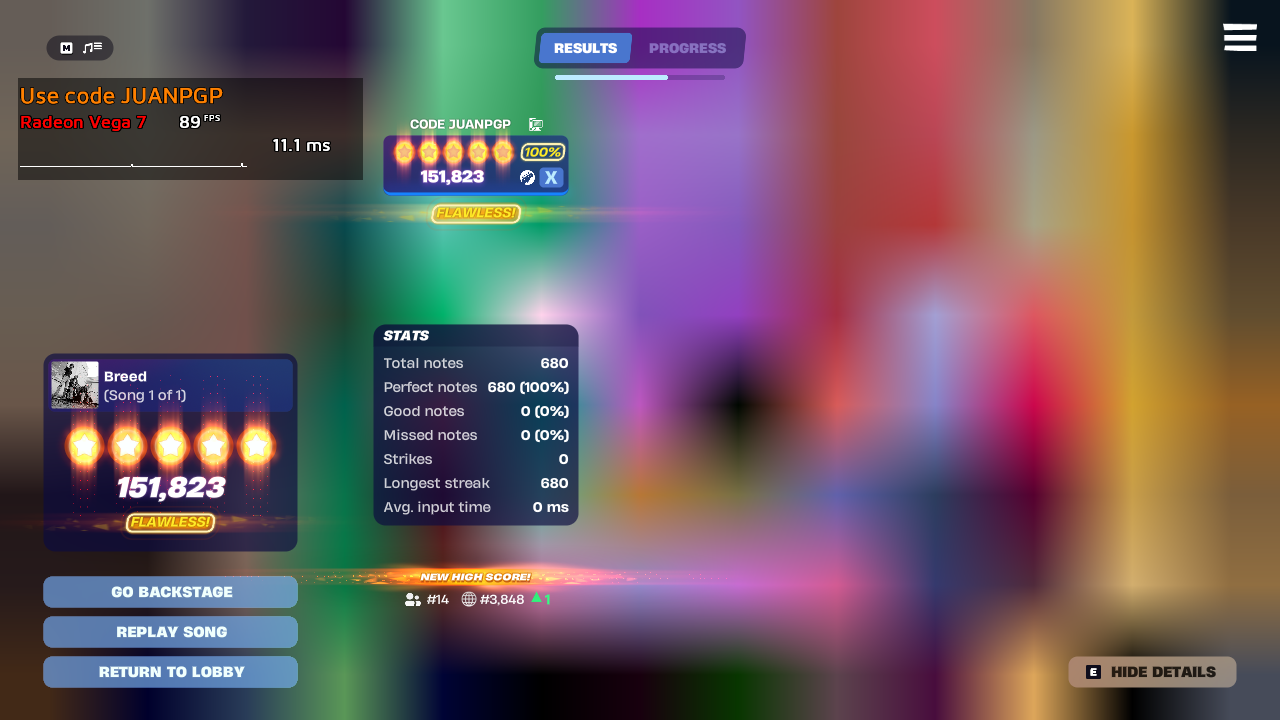 M
RESULTS
PROGRESS
Use code JUANPGP
Radeon Vega 7 89 FPS
11.1 ms
CODE JUANPGP
100%
151,823
X
FLAWLESS!
STATS
Total notes 680
Perfect notes 680 (100%)
Good notes 0 (0%)
Missed notes 0 (0%)
Strikes 0
Longest streak 680
Avg. input time 0 ms
NEW HIGH SCORE!
#14 #3,848 1
Breed
(Song 1 of 1)
151,823
FLAWLESS!
GO BACKSTAGE
REPLAY SONG
RETURN TO LOBBY
E HIDE DETAILS